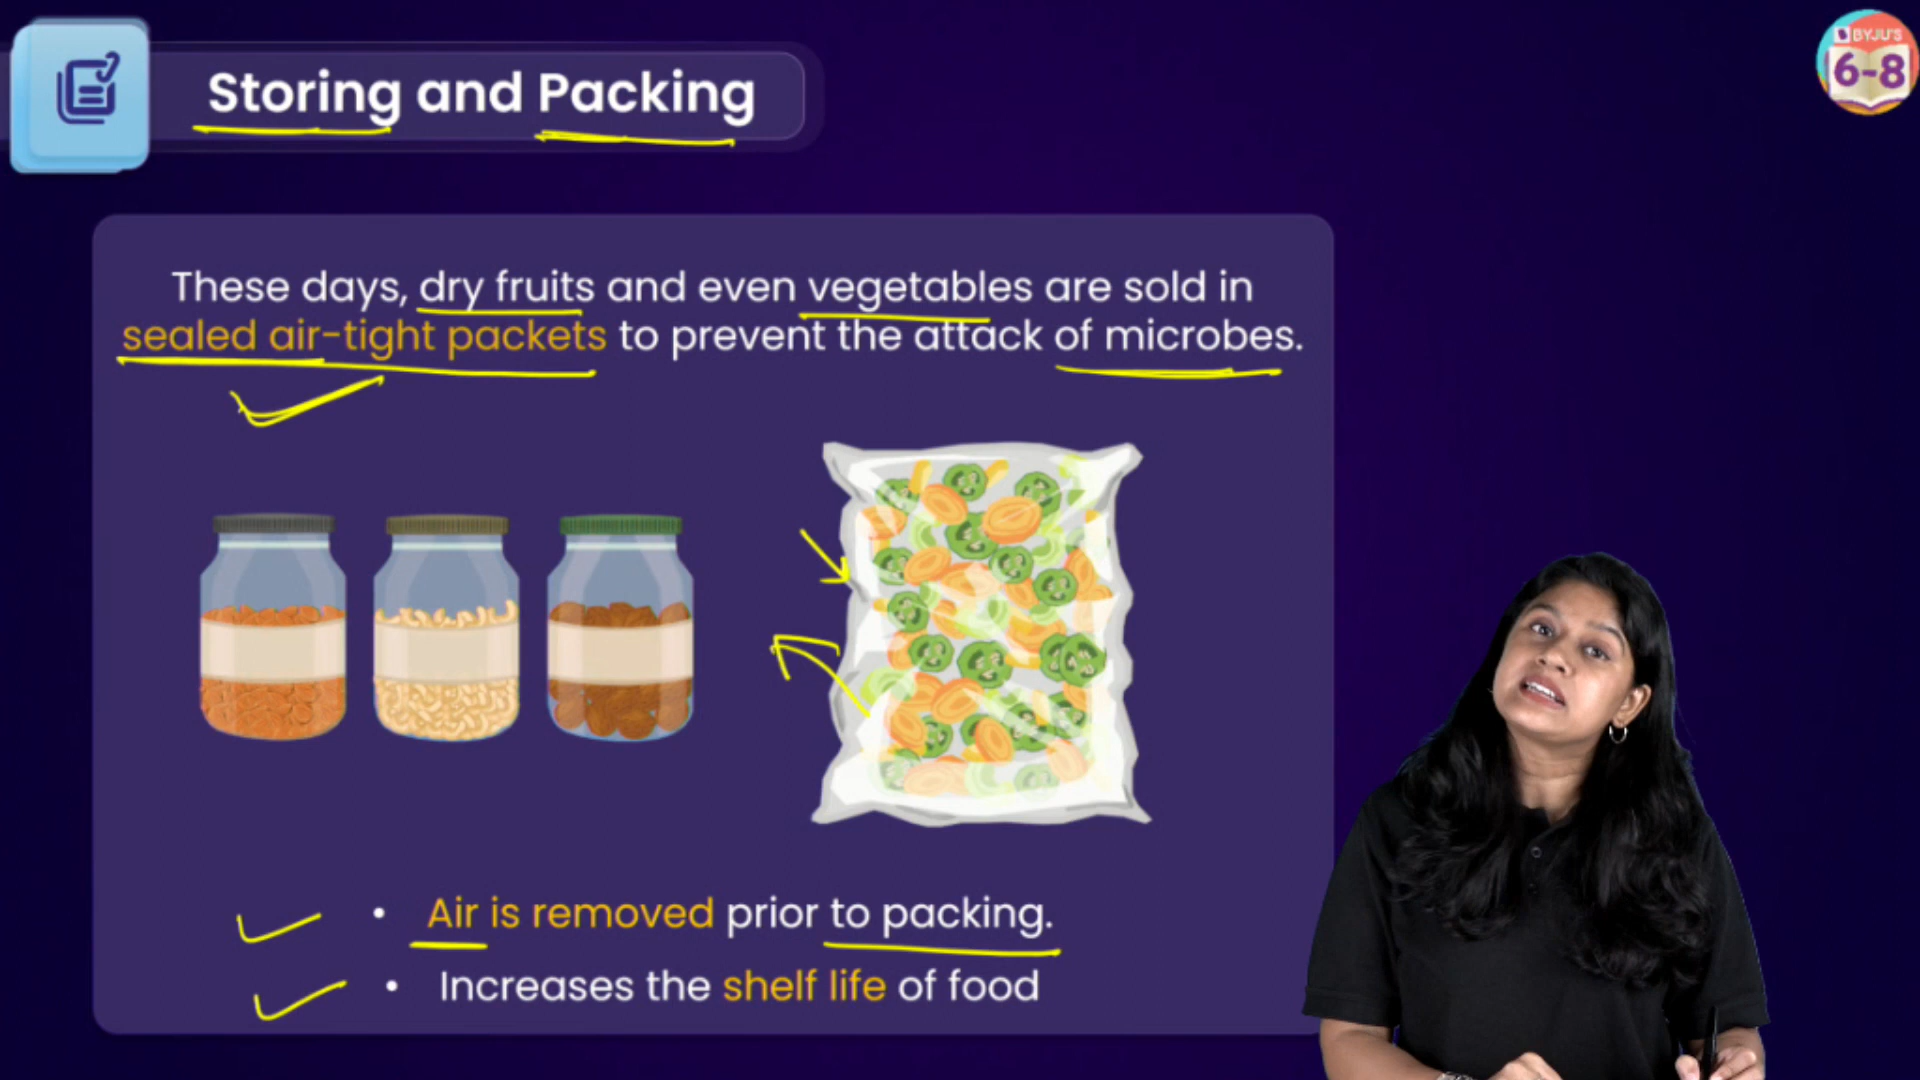 BYJU'S
6-8
Storing and Packing
These days, dry fruits and even vegetables are sold in
sealed air-tight packets to prevent the attack of microbes.
• Air is removed prior to packing.
• Increases the shelf life of food